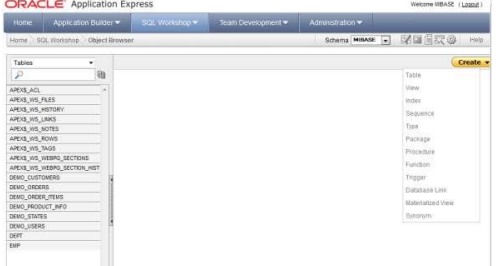 ORACLE Application Express
Welcome MIBASE (Logout)
Home Application Builder SQL Workshop Team Development Administration
Home SQL Workshop Object Browser
Schema MIBASE
Help
Tables
Create
APEX$_ACL
APEX$_WS_FILES
APEX$_WS_HISTORY
APEX$_WS_LINKS
APEX$_WS_NOTES
APEX$_WS_ROWS
APEX$_WS_TAGS
APEX$_WS_WEBPG_SECTIONS
APEX$_WS_WEBPG_SECTION_HIST
DEMO_CUSTOMERS
DEMO_ORDERS
DEMO_ORDER_ITEMS
DEMO_PRODUCT_INFO
DEMO_STATES
DEMO_USERS
DEPT
EMP
Table
View
Index
Sequence
Type
Package
Procedure
Function
Trigger
Database Link
Materialized View
Synonym